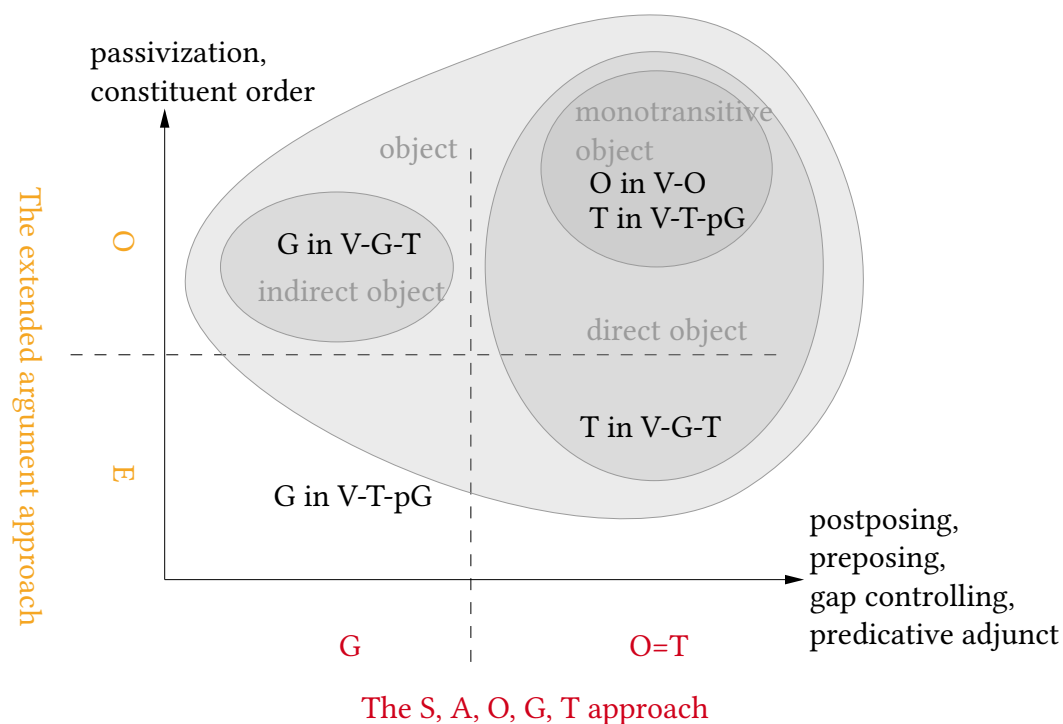 passivization,
constituent order
object
monotransitive
object
O in V-O
T in V-T-pG
G in V-G-T
indirect object
direct object
T in V-G-T
G in V-T-pG
The extended argument approach
O
E
postposing,
preposing,
gap controlling,
predicative adjunct
G
O=T
The S, A, O, G, T approach